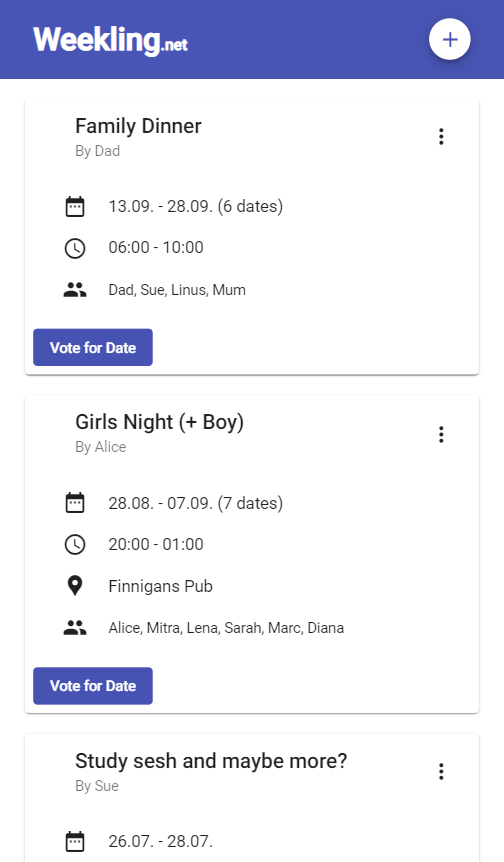 Weekling.net
Family Dinner
By Dad
13.09. - 28.09. (6 dates)
06:00 - 10:00
Dad, Sue, Linus, Mum
Vote for Date
Girls Night (+ Boy)
By Alice
28.08. - 07.09. (7 dates)
20:00 - 01:00
Finnigans Pub
Alice, Mitra, Lena, Sarah, Marc, Diana
Vote for Date
Study sesh and maybe more?
By Sue
26.07. - 28.07.